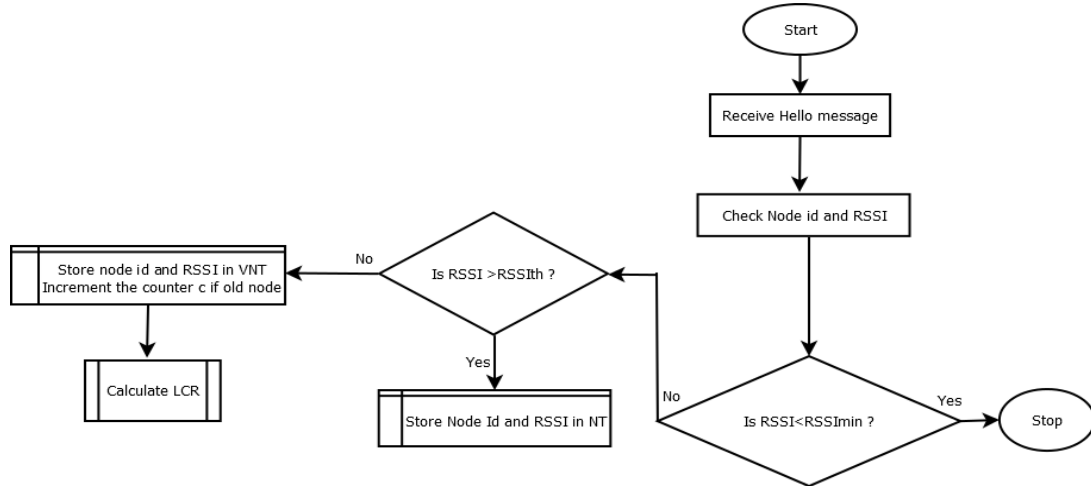 Start
Receive Hello message
Check Node id and RSSI
Is RSSI<RSSImin ?
Yes
Stop
No
Is RSSI >RSSIth ?
Yes
Store Node Id and RSSI in NT
No
Store node id and RSSI in VNT
Increment the counter c if old node
Calculate LCR